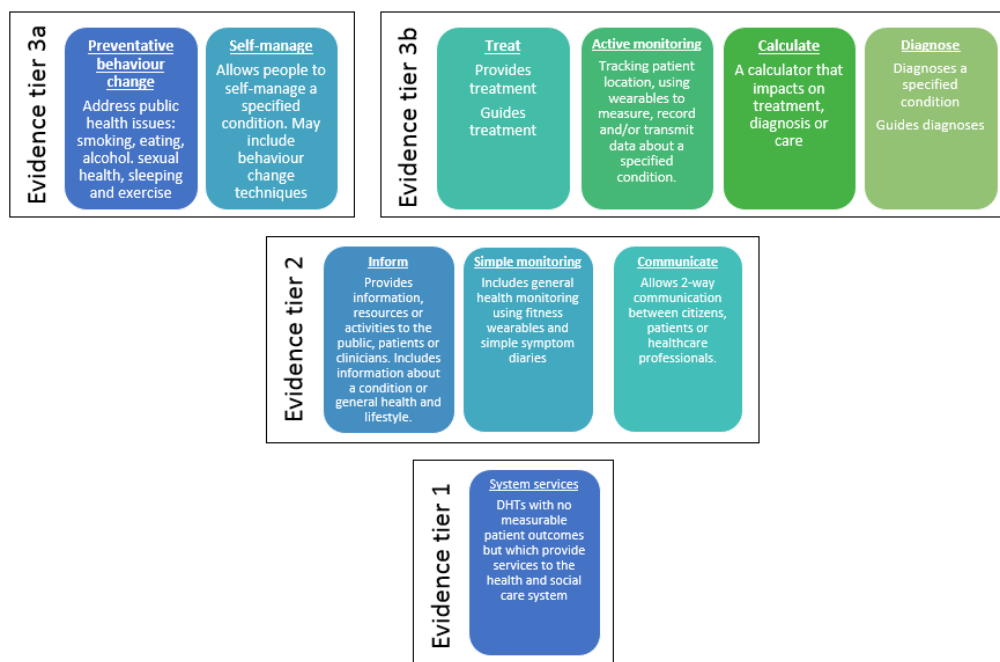 Evidence tier 3a
Preventative
behaviour
change
Address public
health issues:
smoking, eating,
alcohol. sexual
health, sleeping
and exercise
Self-manage
Allows people to
self-manage a
specified
condition. May
include
behaviour
change
techniques
Evidence tier 3b
Treat
Provides
treatment
Guides
treatment
Active monitoring
Tracking patient
location, using
wearables to
measure, record
and/or transmit
data about a
specified
condition.
Calculate
A calculator that
impacts on
treatment,
diagnosis or
care
Diagnose
Diagnoses a
specified
condition
Guides diagnoses
Evidence tier 2
Inform
Provides
information,
resources or
activities to the
public, patients or
clinicians. Includes
information about
a condition or
general health and
lifestyle.
Simple monitoring
Includes general
health monitoring
using fitness
wearables and
simple symptom
diaries
Communicate
Allows 2-way
communication
between citizens,
patients or
healthcare
professionals.
Evidence tier 1
System services
DHTs with no
measurable
patient outcomes
but which provide
services to the
health and social
care system